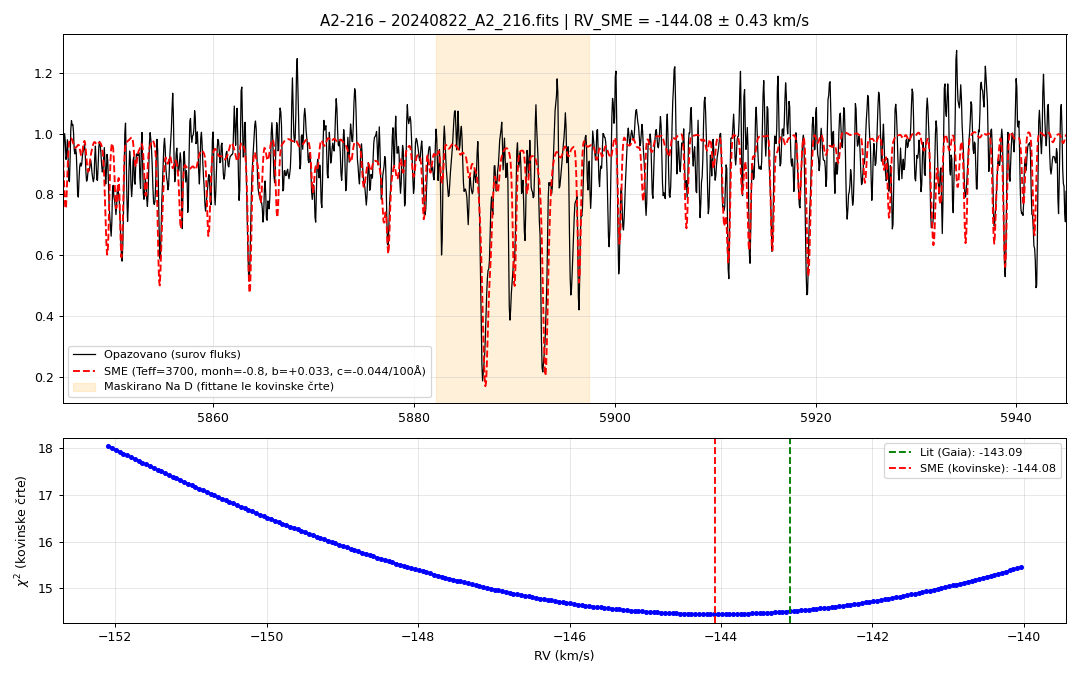 A2-216 – 20240822_A2_216.fits | RV_SME = -144.08 ± 0.43 km/s
1.2
1.0
0.8
0.6
0.4
0.2
Opazovano (surov fluks)
SME (Teff=3700, monh=-0.8, b=+0.033, c=-0.044/100Å)
Maskirano Na D (fittane le kovinske črte)
5860 5880 5900 5920 5940
18
17
16
15
χ² (kovinske črte)
Lit (Gaia): -143.09
SME (kovinske): -144.08
−152 −150 −148 −146 −144 −142 −140
RV (km/s)